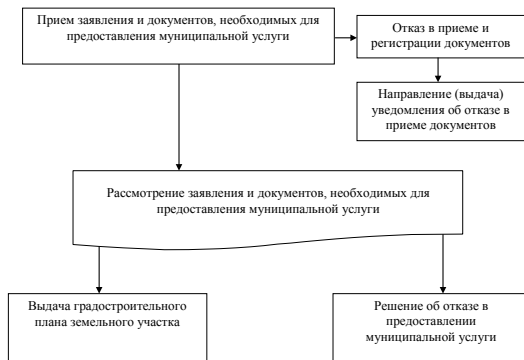 Прием заявления и документов, необходимых для
предоставления муниципальной услуги
Отказ в приеме и
регистрации документов
Направление (выдача)
уведомления об отказе в
приеме документов
Рассмотрение заявления и документов, необходимых для
предоставления муниципальной услуги
Выдача градостроительного
плана земельного участка
Решение об отказе в
предоставлении
муниципальной услуги